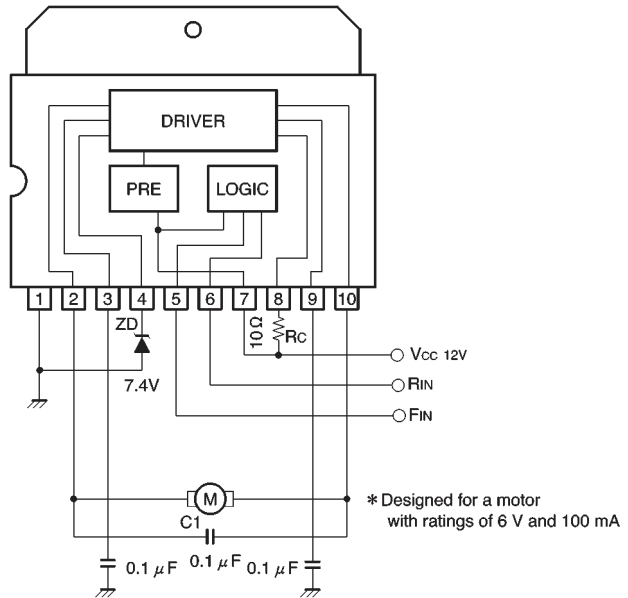 DRIVER
PRE
LOGIC
1 2 3 4 5 6 7 8 9 10
ZD
10Ω
RC
VCC 12V
7.4V
RIN
FIN
M
*Designed for a motor
with ratings of 6 V and 100 mA
C1
0.1 μF
0.1 μF
0.1 μF